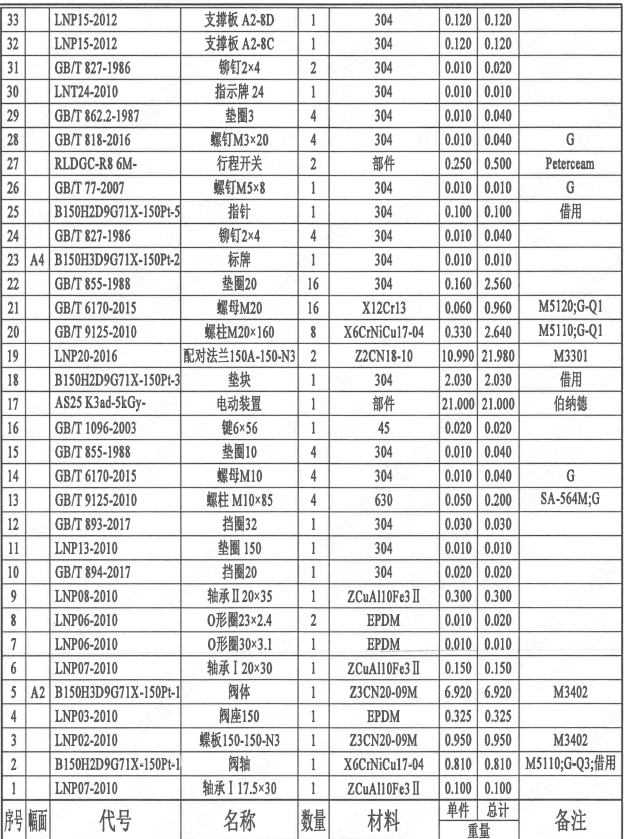 33 LNP15-2012 支撑板 A2-8D 1 304 0.120 0.120
32 LNP15-2012 支撑板 A2-8C 1 304 0.120 0.120
31 GB/T 827-1986 铆钉2×4 2 304 0.010 0.020
30 LNT24-2010 指示牌 24 1 304 0.010 0.010
29 GB/T 862.2-1987 垫圈3 4 304 0.010 0.040
28 GB/T 818-2016 螺钉M3×20 4 304 0.010 0.040 G
27 RLDGC-R8 6M- 行程开关 2 部件 0.250 0.500 Peterceam
26 GB/T 77-2007 螺钉M5×8 1 304 0.010 0.010 G
25 B150H2D9G71X-150Pt-5 指针 1 304 0.100 0.100 借用
24 GB/T 827-1986 铆钉2×4 4 304 0.010 0.040
23 A4 B150H3D9G71X-150Pt-2 标牌 1 304 0.010 0.010
22 GB/T 855-1988 垫圈20 16 304 0.160 2.560
21 GB/T 6170-2015 螺母M20 16 X12Cr13 0.060 0.960 M5120;G-Q1
20 GB/T 9125-2010 螺柱M20×160 8 X6CrNiCu17-04 0.330 2.640 M5110;G-Q1
19 LNP20-2016 配对法兰150A-150-N3 2 Z2CN18-10 10.990 21.980 M3301
18 B150H2D9G71X-150Pt-3 垫块 1 304 2.030 2.030 借用
17 AS25 K3ad-5kGy- 电动装置 1 部件 21.000 21.000 伯纳德
16 GB/T 1096-2003 键6×56 1 45 0.020 0.020
15 GB/T 855-1988 垫圈10 4 304 0.010 0.040
14 GB/T 6170-2015 螺母M10 4 304 0.010 0.040 G
13 GB/T 9125-2010 螺柱 M10×85 4 630 0.050 0.200 SA-564M;G
12 GB/T 893-2017 挡圈32 1 304 0.030 0.030
11 LNP13-2010 垫圈 150 1 304 0.010 0.010
10 GB/T 894-2017 挡圈20 1 304 0.020 0.020
9 LNP08-2010 轴承Ⅱ20×35 1 ZCuAl10Fe3Ⅱ 0.300 0.300
8 LNP06-2010 O形圈23×2.4 2 EPDM 0.010 0.020
7 LNP06-2010 O形圈30×3.1 1 EPDM 0.010 0.010
6 LNP07-2010 轴承Ⅰ20×30 1 ZCuAl10Fe3Ⅱ 0.150 0.150
5 A2 B150H3D9G71X-150Pt-1 阀体 1 Z3CN20-09M 6.920 6.920 M3402
4 LNP03-2010 阀座150 1 EPDM 0.325 0.325
3 LNP02-2010 蝶板150-150-N3 1 Z3CN20-09M 0.950 0.950 M3402
2 B150H2D9G71X-150Pt-1 阀轴 1 X6CrNiCu17-04 0.810 0.810 M5110;G-Q3;借用
1 LNP07-2010 轴承Ⅰ17.5×30 1 ZCuAl10Fe3Ⅱ 0.100 0.100
序号 幅面 代号 名称 数量 材料 单件 总计 备注
重量